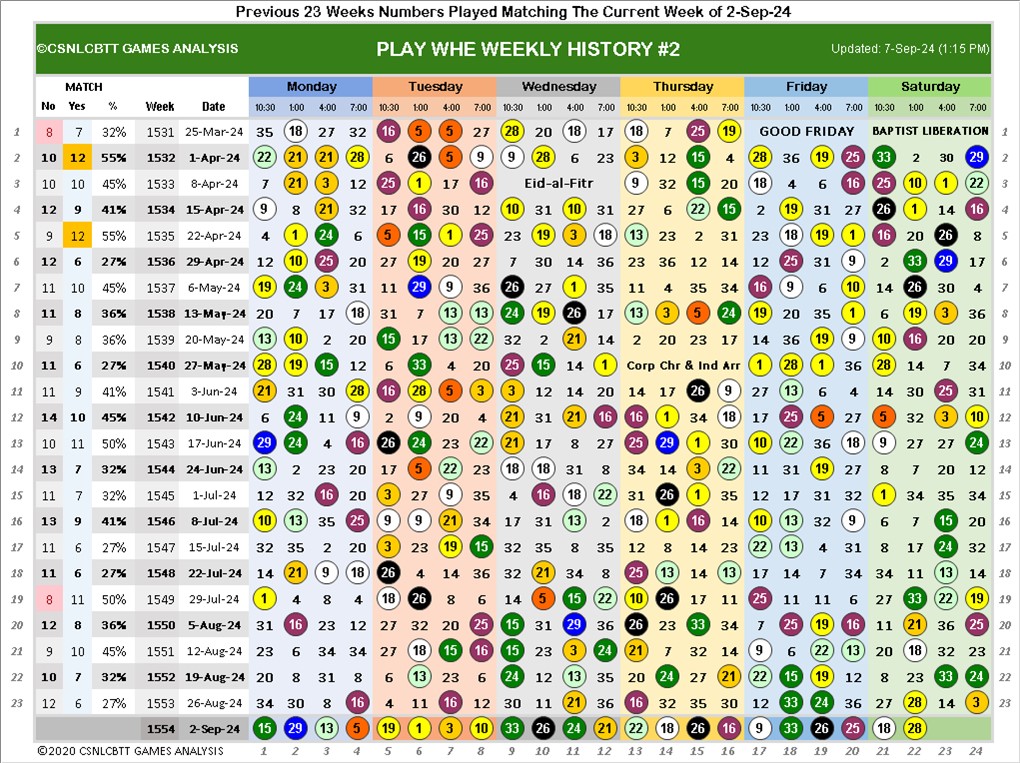 Previous 23 Weeks Numbers Played Matching The Current Week of 2-Sep-24
©CSNLCBTT GAMES ANALYSIS PLAY WHE WEEKLY HISTORY #2 Updated: 7-Sep-24 (1:15 PM)
MATCH Monday Tuesday Wednesday Thursday Friday Saturday
No Yes % Week Date 10:30 1:00 4:00 7:00 10:30 1:00 4:00 7:00 10:30 1:00 4:00 7:00 10:30 1:00 4:00 7:00 10:30 1:00 4:00 7:00 10:30 1:00 4:00 7:00
1 8 7 32% 1531 25-Mar-24 35 18 27 32 16 5 5 27 28 20 18 17 18 7 25 19 GOOD FRIDAY BAPTIST LIBERATION 1
2 10 12 55% 1532 1-Apr-24 22 21 21 28 6 26 5 9 9 28 6 23 3 12 15 4 28 36 19 25 33 2 30 29 2
3 10 10 45% 1533 8-Apr-24 7 21 3 12 25 1 17 16 Eid-al-Fitr 9 32 15 20 18 4 6 16 25 10 1 22 3
4 12 9 41% 1534 15-Apr-24 9 8 21 32 17 16 30 12 10 31 10 31 27 6 22 15 2 19 31 27 26 1 14 16 4
5 9 12 55% 1535 22-Apr-24 4 1 24 6 5 15 1 25 23 19 3 18 13 23 2 31 23 18 19 1 16 20 26 8 5
6 12 6 27% 1536 29-Apr-24 12 10 25 20 27 19 20 27 7 30 14 36 23 36 12 14 12 25 31 9 2 33 29 17 6
7 11 10 45% 1537 6-May-24 19 24 3 31 11 29 9 36 26 27 1 35 11 4 35 34 16 9 6 10 14 26 30 4 7
8 11 8 36% 1538 13-May-24 20 7 17 18 31 7 13 13 24 19 26 17 13 3 5 24 19 20 35 1 6 19 3 36 8
9 9 8 36% 1539 20-May-24 13 10 2 20 15 17 13 22 32 2 21 14 2 20 23 17 14 36 19 9 10 16 20 20 9
10 11 6 27% 1540 27-May-24 28 19 15 12 6 33 4 2 25 15 14 1 Corp Chr & Ind Arr 1 28 1 36 28 14 7 34 10
11 11 9 41% 1541 3-Jun-24 21 31 30 28 16 28 5 3 3 12 14 20 14 17 26 9 27 13 6 4 14 30 25 31 11
12 14 10 45% 1542 10-Jun-24 6 24 11 9 2 9 20 4 21 31 21 16 16 1 34 18 17 25 5 27 5 32 3 10 12
13 10 11 50% 1543 17-Jun-24 29 24 4 16 26 24 23 22 21 17 8 27 25 29 1 30 10 22 36 18 9 27 27 24 13
14 13 7 32% 1544 24-Jun-24 13 2 23 20 17 5 22 23 18 18 31 8 34 14 3 22 11 31 19 27 8 7 20 12 14
15 11 7 32% 1545 1-Jul-24 12 32 16 20 3 27 9 35 4 16 18 22 31 26 1 35 12 17 31 32 1 34 35 34 15
16 13 9 41% 1546 8-Jul-24 10 13 35 25 9 9 21 34 17 31 13 2 18 1 16 14 10 13 32 9 6 7 15 20 16
17 11 6 27% 1547 15-Jul-24 32 35 2 20 3 23 19 15 32 35 8 35 12 8 14 23 22 13 4 31 8 17 24 32 17
18 11 6 27% 1548 22-Jul-24 14 21 9 18 26 4 14 36 32 21 34 8 25 13 14 13 17 14 8 34 34 11 13 14 18
19 8 11 50% 1549 29-Jul-24 1 4 8 4 18 26 8 6 14 5 15 22 10 26 17 11 25 11 11 6 27 33 22 19 19
20 12 8 36% 1550 5-Aug-24 31 16 23 12 27 32 20 25 15 31 29 36 26 23 33 34 7 25 19 16 11 21 36 25 20
21 9 10 45% 1551 12-Aug-24 23 6 34 34 27 18 15 16 15 23 3 24 21 7 32 14 9 6 22 13 20 18 32 23 21
22 10 7 32% 1552 19-Aug-24 20 8 31 8 6 13 23 6 24 12 13 35 20 24 27 21 22 15 19 12 8 23 33 24 22
23 12 6 27% 1553 26-Aug-24 34 30 8 16 4 11 16 12 36 11 21 36 16 32 35 30 32 33 24 36 27 28 14 3 23
1554 2-Sep-24 15 29 13 5 19 1 3 10 33 26 24 21 22 18 26 16 9 33 26 25 18 28
©2020 CSNLCBTT GAMES ANALYSIS 1 2 3 4 5 6 7 8 9 10 11 12 13 14 15 16 17 18 19 20 21 22 23 24